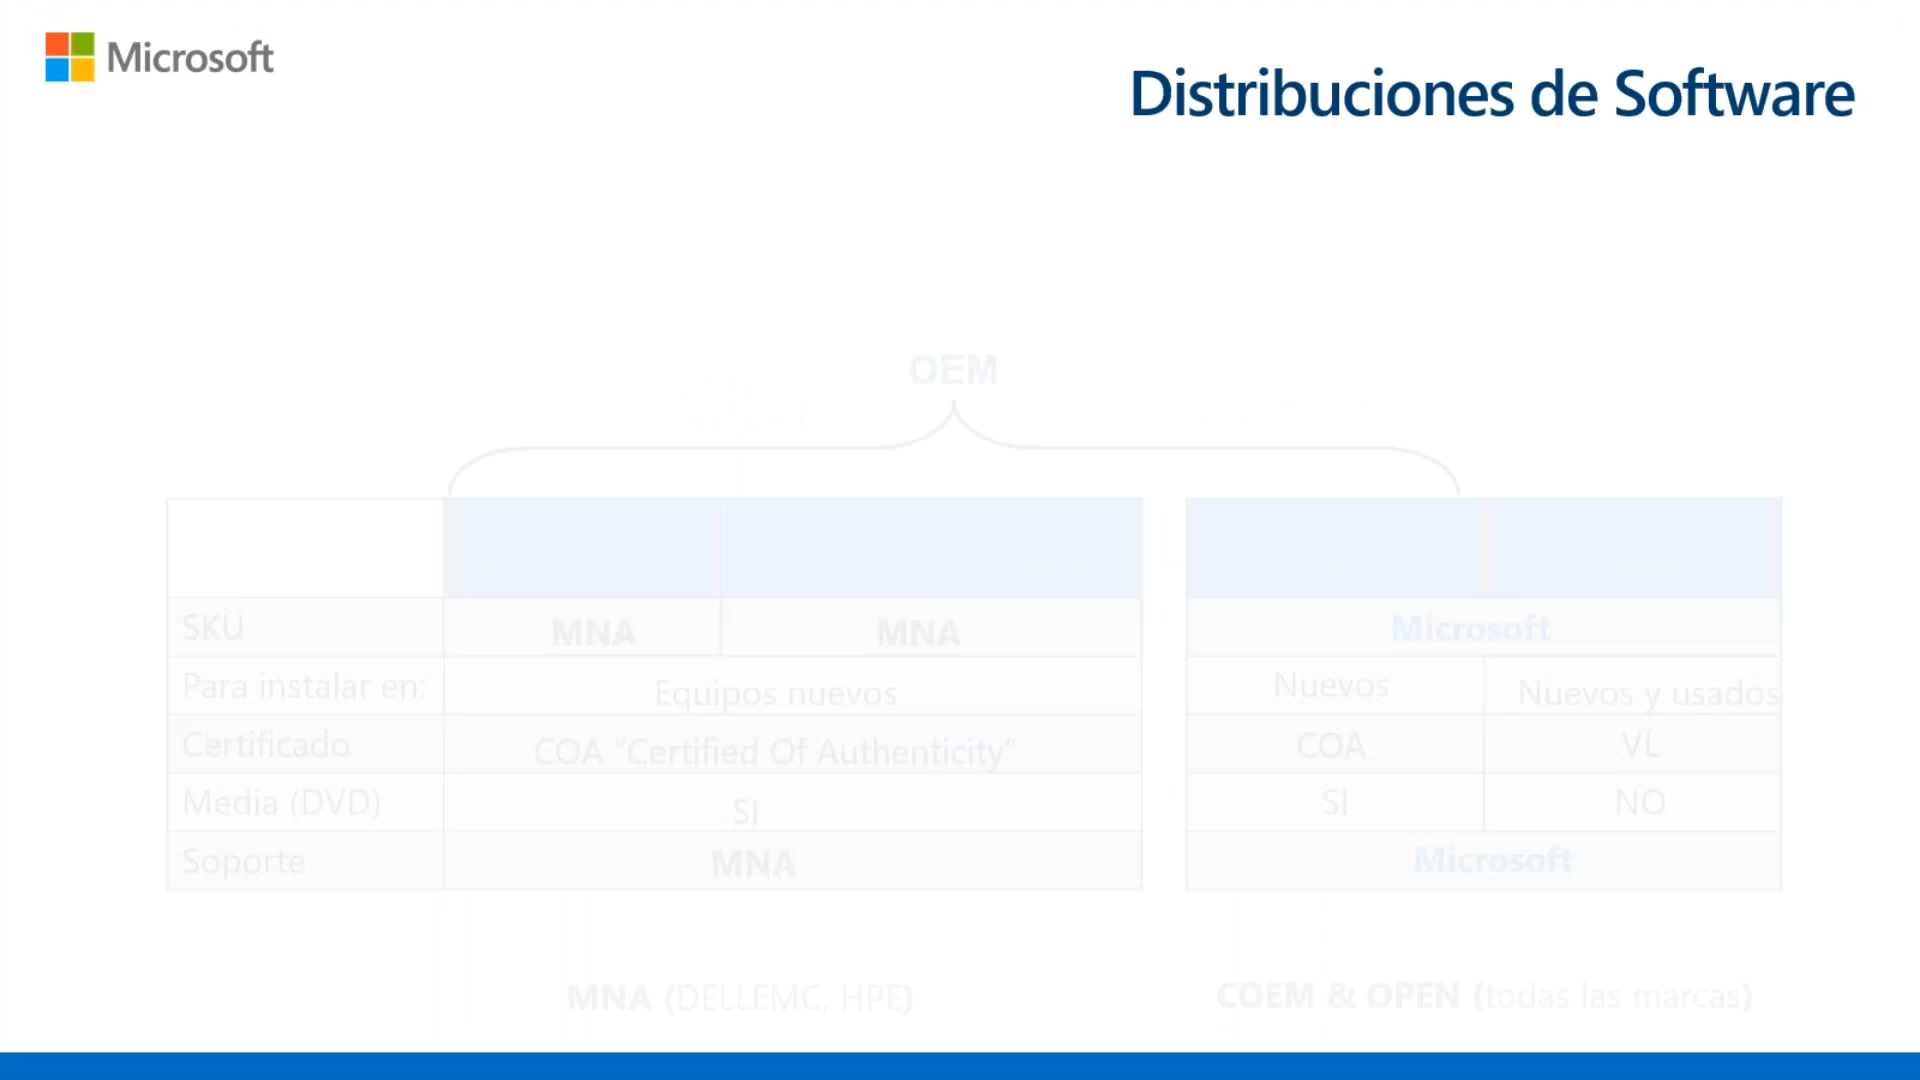 Microsoft
Distribuciones de Software
OEM
SKU MNA MNA Microsoft
Para instalar en: Equipos nuevos Nuevos Nuevos y usados
Certificado COA "Certified Of Authenticity" COA VL
Media (DVD) SI SI NO
Soporte MNA Microsoft
MNA (DELLEMC, HPE) COEM & OPEN (todas las marcas)